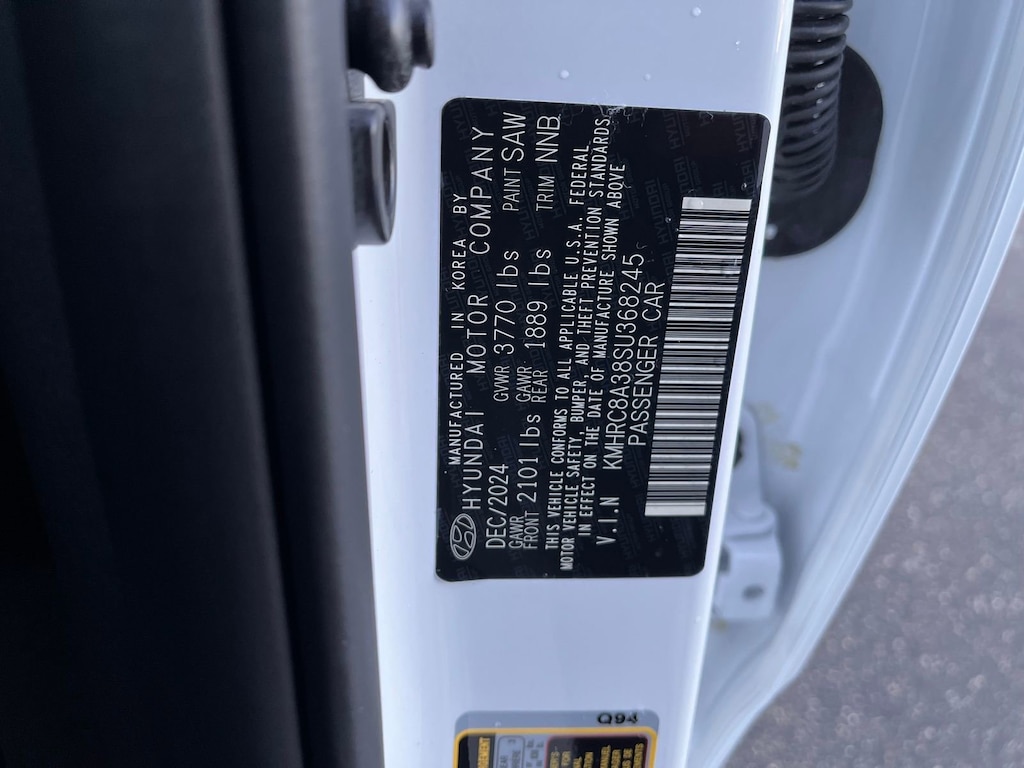 MANUFACTURED IN KOREA BY
HYUNDAI MOTOR COMPANY
DEC/2024 GVWR 3770 lbs PAINT SAW
GAWR FRONT 2101 lbs GAWR REAR 1889 lbs TRIM NNB
THIS VEHICLE CONFORMS TO ALL APPLICABLE U.S.A. FEDERAL
MOTOR VEHICLE SAFETY, BUMPER, AND THEFT PREVENTION STANDARDS
IN EFFECT ON THE DATE OF MANUFACTURE SHOWN ABOVE
V.I.N KMHRC8A38SU368245
PASSENGER CAR
Q94